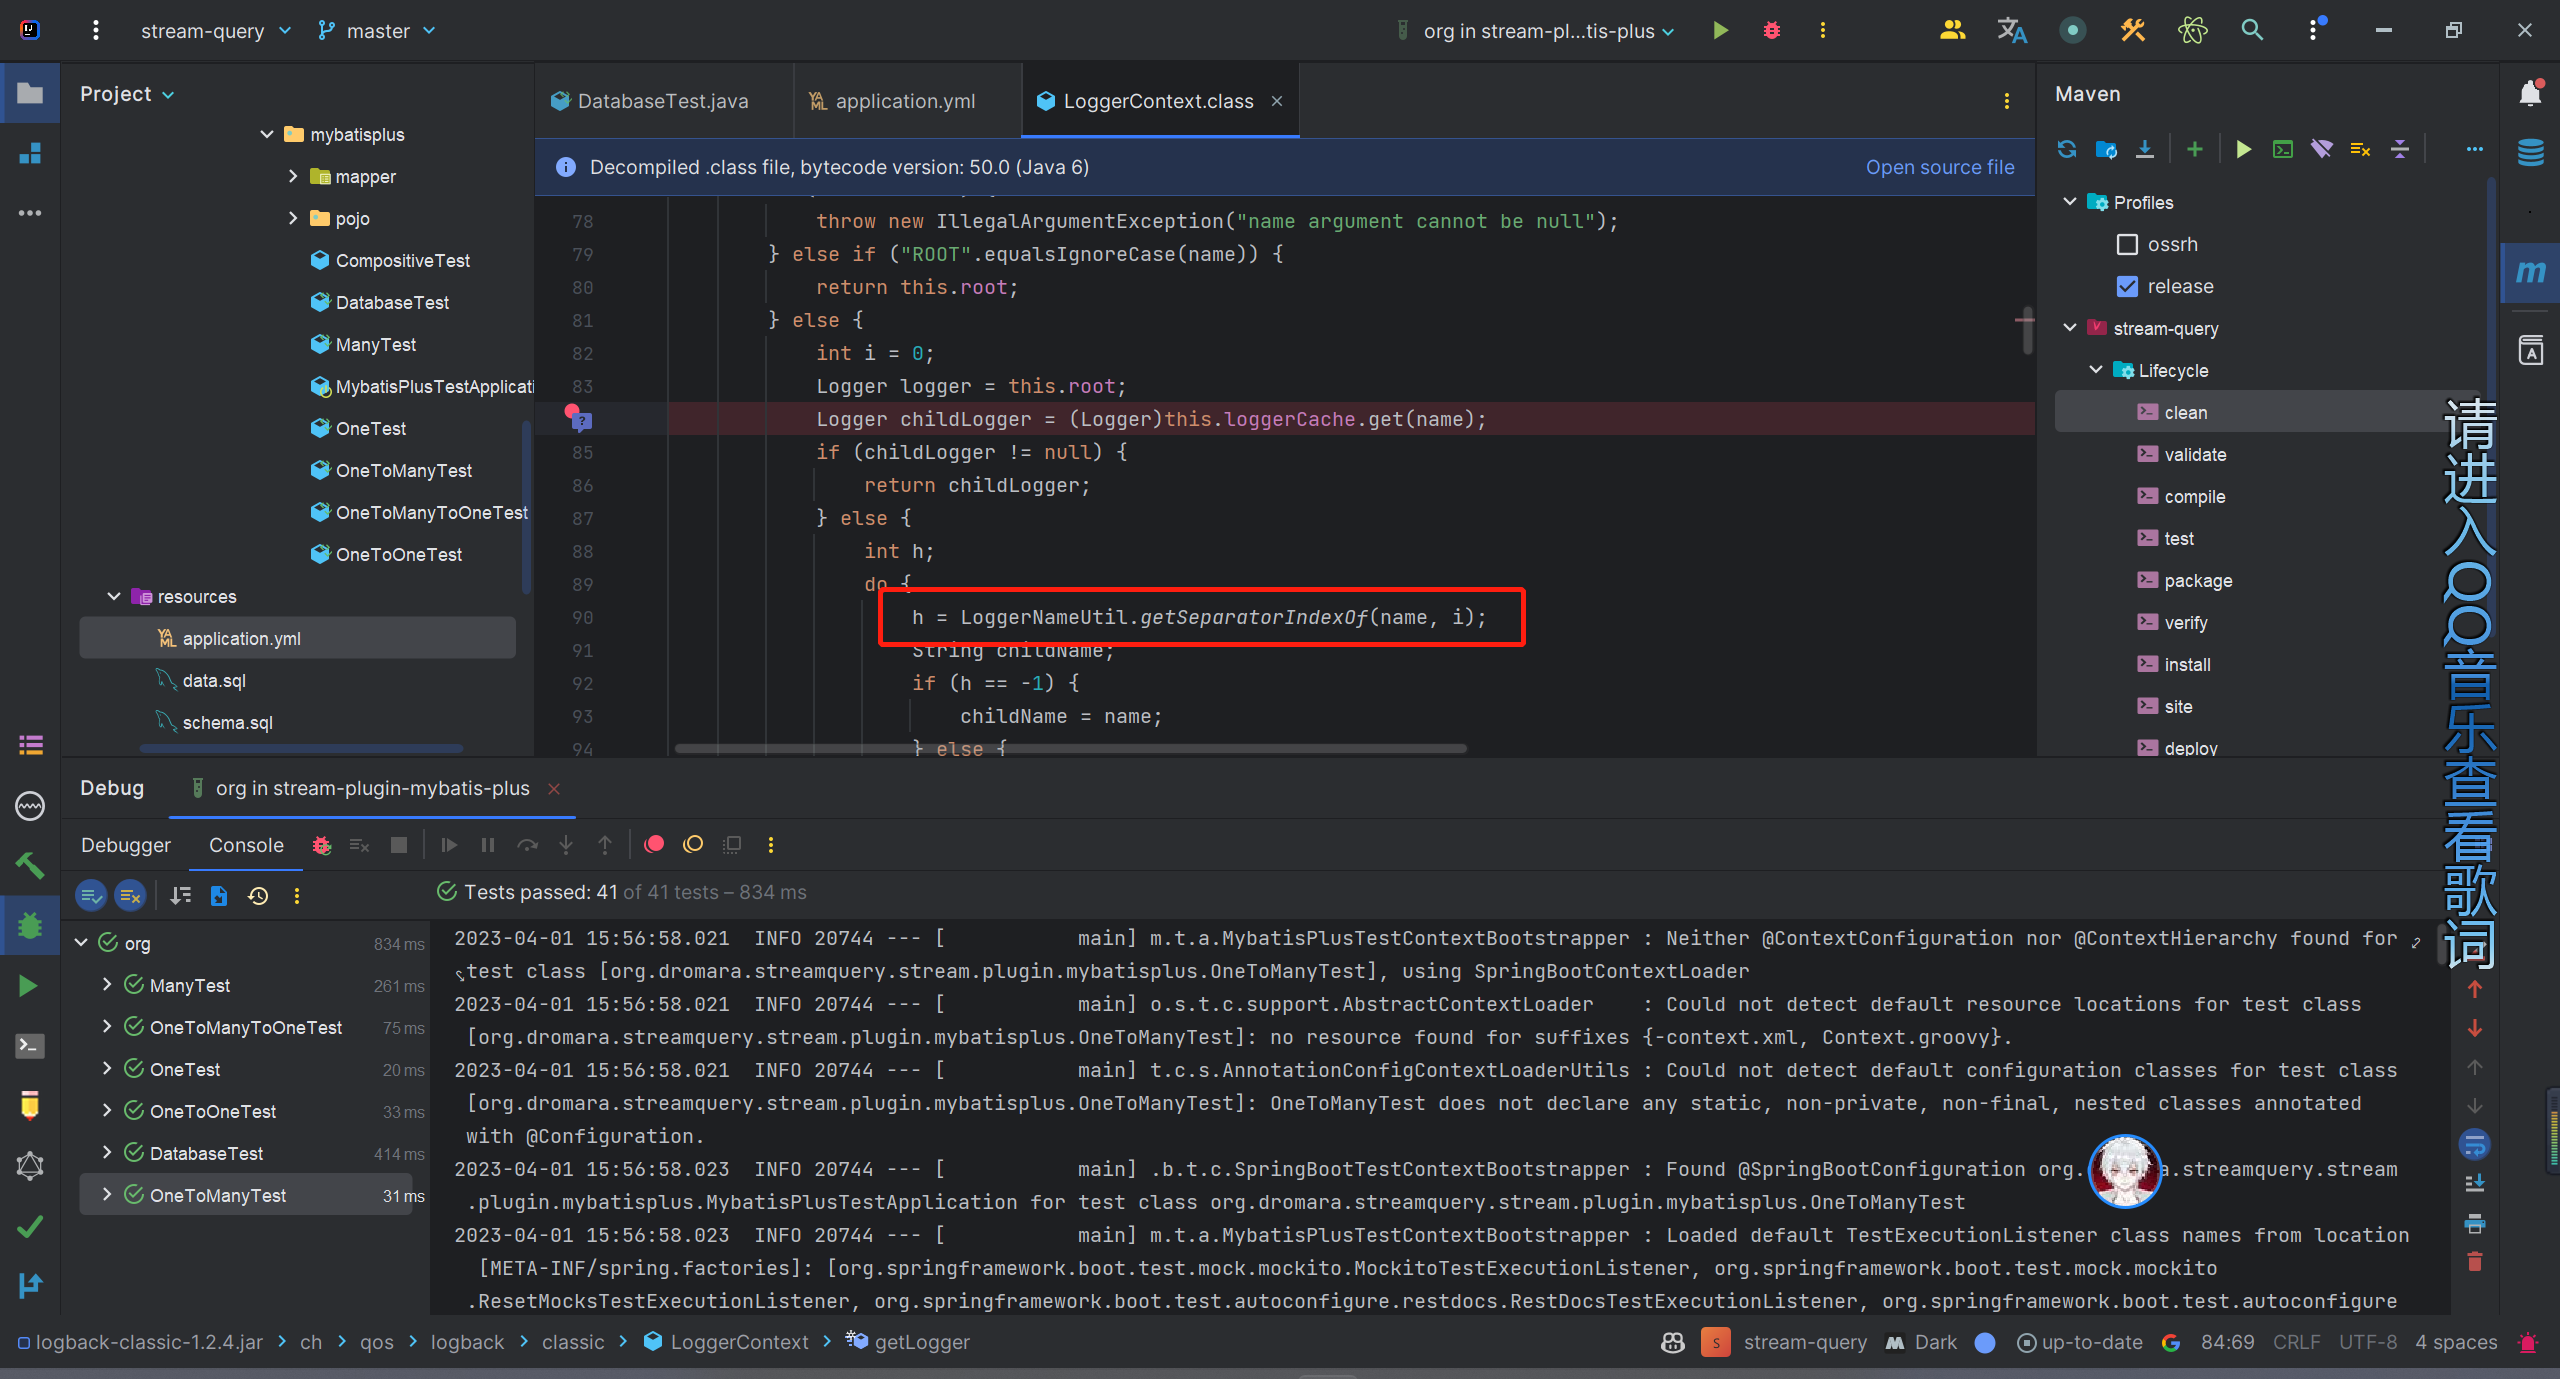 stream-query
master
org in stream-pl...tis-plus
Project
mybatisplus
mapper
pojo
CompositiveTest
DatabaseTest
ManyTest
MybatisPlusTestApplicati
OneTest
OneToManyTest
OneToManyToOneTest
OneToOneTest
resources
application.yml
data.sql
schema.sql
DatabaseTest.java
application.yml
LoggerContext.class
Decompiled .class file, bytecode version: 50.0 (Java 6)
Open source file
78 throw new IllegalArgumentException("name argument cannot be null");
79 } else if ("ROOT".equalsIgnoreCase(name)) {
80 return this.root;
81 } else {
82 int i = 0;
83 Logger logger = this.root;
Logger childLogger = (Logger)this.loggerCache.get(name);
85 if (childLogger != null) {
86 return childLogger;
87 } else {
88 int h;
89 do {
90 h = LoggerNameUtil.getSeparatorIndexOf(name, i);
91 String childName;
92 if (h == -1) {
93 childName = name;
94 } else {
Maven
Profiles
ossrh
release
stream-query
Lifecycle
clean
validate
compile
test
package
verify
install
site
deploy
请进入QQ音乐查看歌词
Debug
org in stream-plugin-mybatis-plus
Debugger
Console
Tests passed: 41 of 41 tests – 834 ms
org 834 ms
ManyTest 261 ms
OneToManyToOneTest 75 ms
OneTest 20 ms
OneToOneTest 33 ms
DatabaseTest 414 ms
OneToManyTest 31 ms
2023-04-01 15:56:58.021  INFO 20744 --- [           main] m.t.a.MybatisPlusTestContextBootstrapper : Neither @ContextConfiguration nor @ContextHierarchy found for
test class [org.dromara.streamquery.stream.plugin.mybatisplus.OneToManyTest], using SpringBootContextLoader
2023-04-01 15:56:58.021  INFO 20744 --- [           main] o.s.t.c.support.AbstractContextLoader    : Could not detect default resource locations for test class
[org.dromara.streamquery.stream.plugin.mybatisplus.OneToManyTest]: no resource found for suffixes {-context.xml, Context.groovy}.
2023-04-01 15:56:58.021  INFO 20744 --- [           main] t.c.s.AnnotationConfigContextLoaderUtils : Could not detect default configuration classes for test class
[org.dromara.streamquery.stream.plugin.mybatisplus.OneToManyTest]: OneToManyTest does not declare any static, non-private, non-final, nested classes annotated
with @Configuration.
2023-04-01 15:56:58.023  INFO 20744 --- [           main] .b.t.c.SpringBootTestContextBootstrapper : Found @SpringBootConfiguration org. a.streamquery.stream
.plugin.mybatisplus.MybatisPlusTestApplication for test class org.dromara.streamquery.stream.plugin.mybatisplus.OneToManyTest
2023-04-01 15:56:58.023  INFO 20744 --- [           main] m.t.a.MybatisPlusTestContextBootstrapper : Loaded default TestExecutionListener class names from location
[META-INF/spring.factories]: [org.springframework.boot.test.mock.mockito.MockitoTestExecutionListener, org.springframework.boot.test.mock.mockito
.ResetMocksTestExecutionListener, org.springframework.boot.test.autoconfigure.restdocs.RestDocsTestExecutionListener, org.springframework.boot.test.autoconfigure
logback-classic-1.2.4.jar > ch > qos > logback > classic > LoggerContext > getLogger
S stream-query Dark up-to-date 84:69 CRLF UTF-8 4 spaces